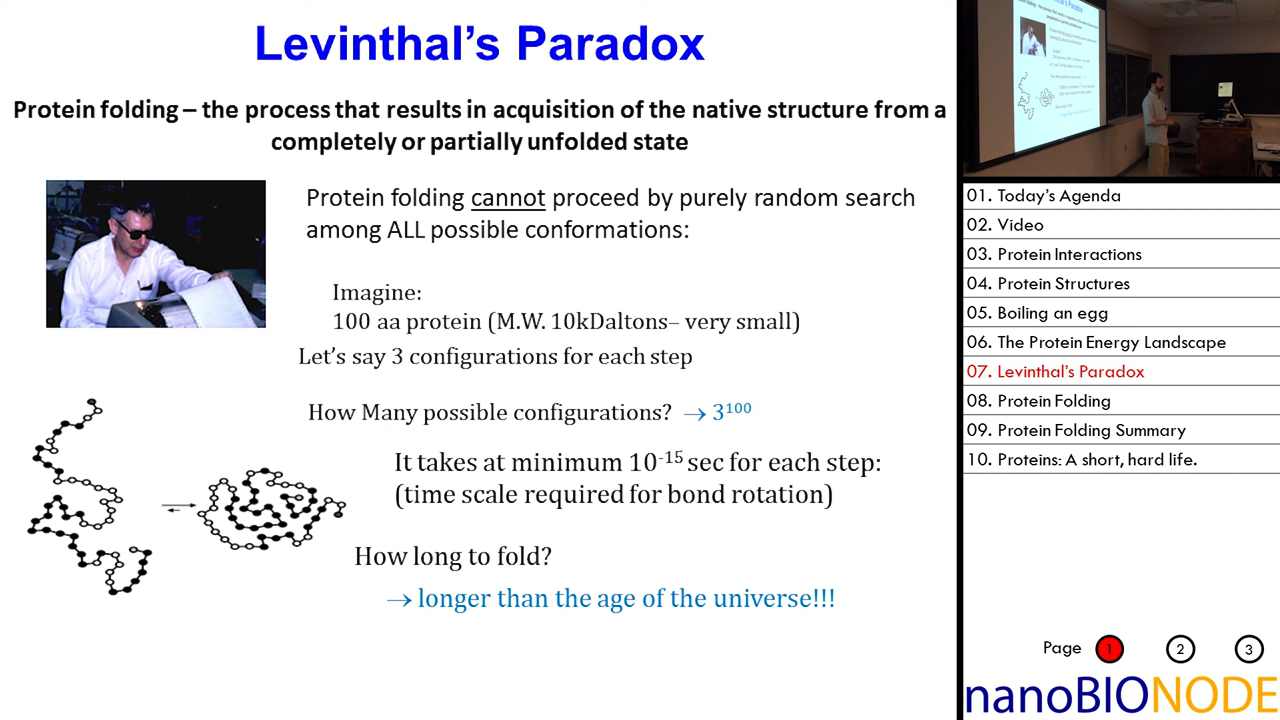 Levinthal's Paradox
Protein folding – the process that results in acquisition of the native structure from a
completely or partially unfolded state
Protein folding cannot proceed by purely random search
among ALL possible conformations:
Imagine:
100 aa protein (M.W. 10kDaltons– very small)
Let's say 3 configurations for each step
How Many possible configurations? → 3¹⁰⁰
It takes at minimum 10⁻¹⁵ sec for each step:
(time scale required for bond rotation)
How long to fold?
→ longer than the age of the universe!!!
01. Today's Agenda
02. Video
03. Protein Interactions
04. Protein Structures
05. Boiling an egg
06. The Protein Energy Landscape
07. Levinthal's Paradox
08. Protein Folding
09. Protein Folding Summary
10. Proteins: A short, hard life.
Page 1 2 3
nanoBIONODE